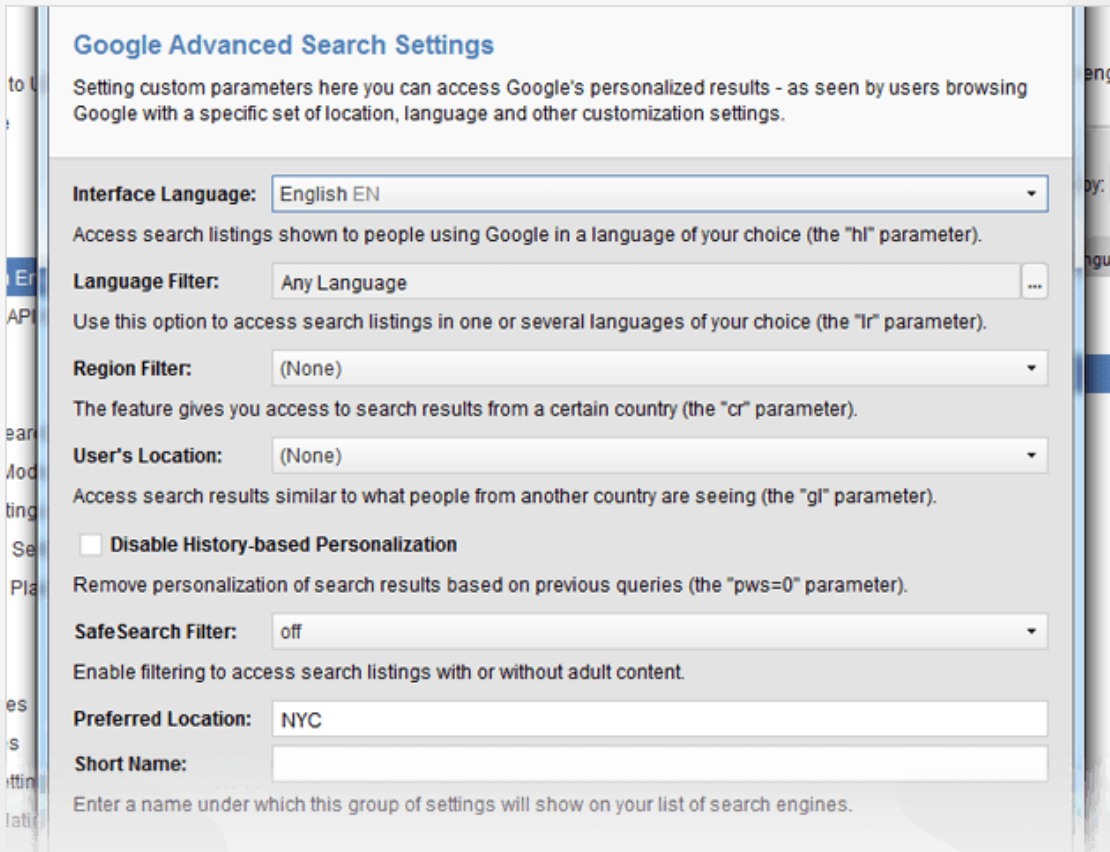 Google Advanced Search Settings
Setting custom parameters here you can access Google's personalized results - as seen by users browsing
Google with a specific set of location, language and other customization settings.
Interface Language: English EN
Access search listings shown to people using Google in a language of your choice (the "hl" parameter).
Language Filter: Any Language ...
Use this option to access search listings in one or several languages of your choice (the "lr" parameter).
Region Filter: (None)
The feature gives you access to search results from a certain country (the "cr" parameter).
User's Location: (None)
Access search results similar to what people from another country are seeing (the "gl" parameter).
Disable History-based Personalization
Remove personalization of search results based on previous queries (the "pws=0" parameter).
SafeSearch Filter: off
Enable filtering to access search listings with or without adult content.
Preferred Location: NYC
Short Name:
Enter a name under which this group of settings will show on your list of search engines.